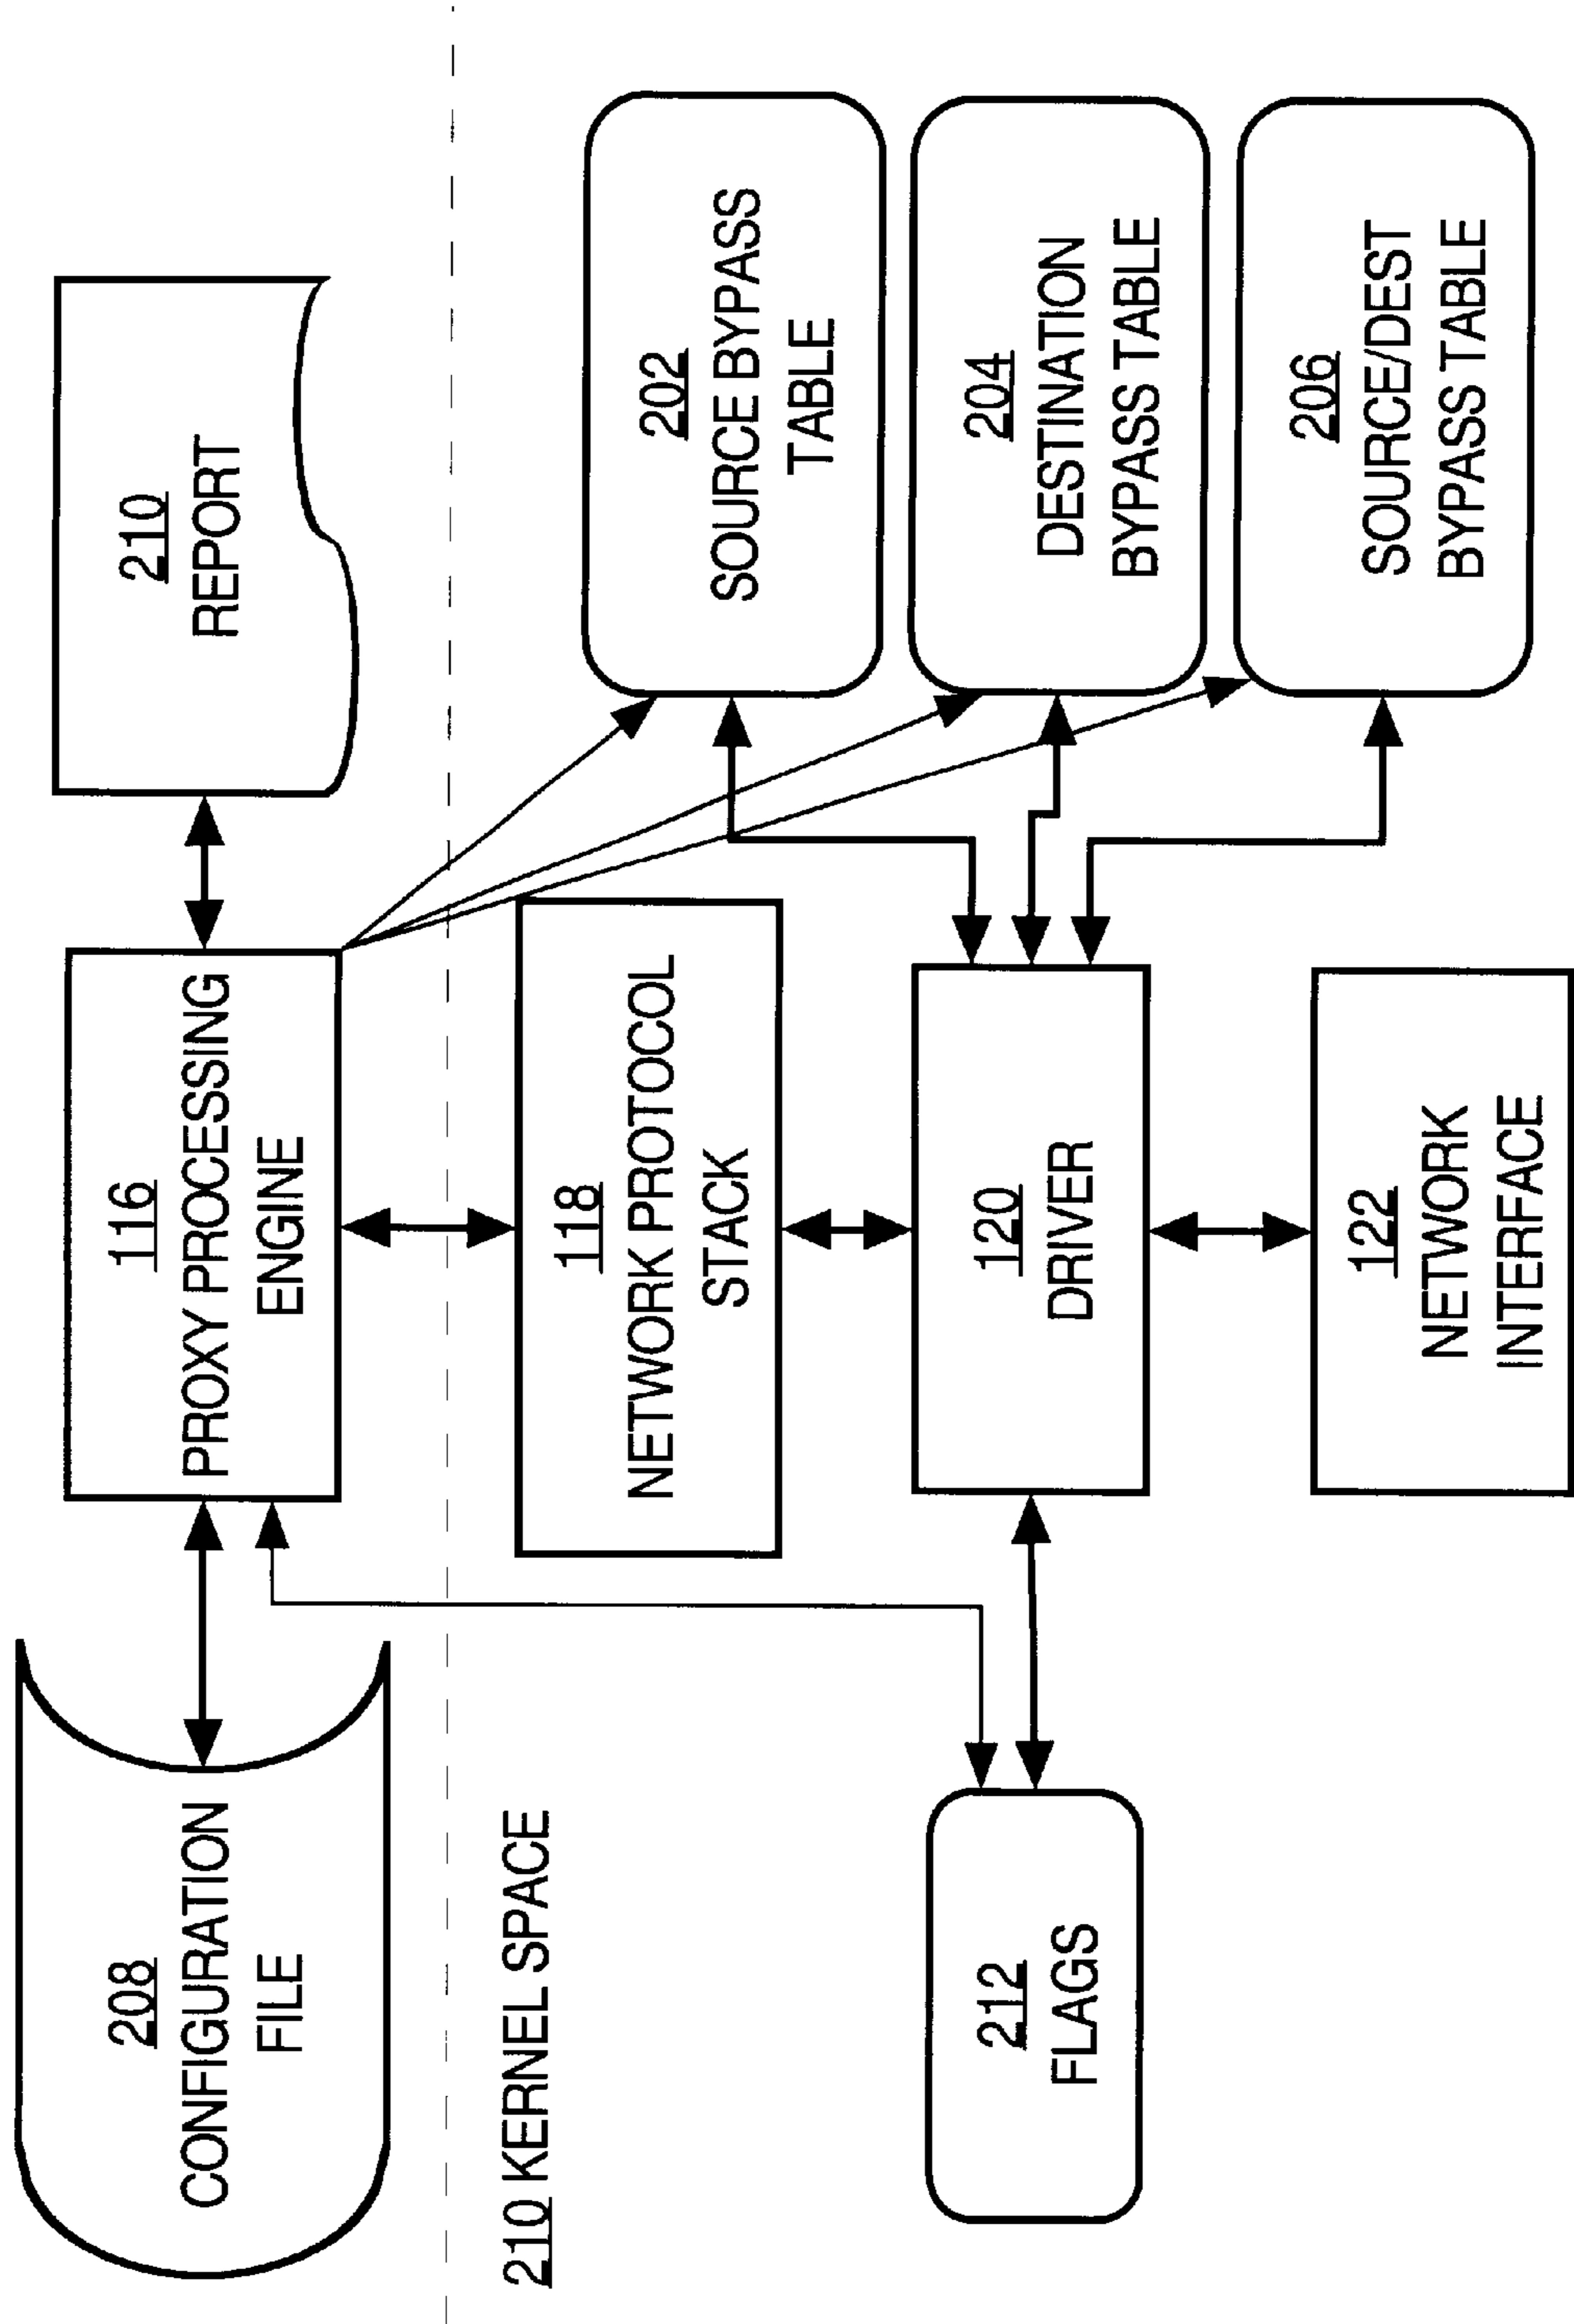 208
CONFIGURATION
FILE
116
PROXY PROCESSING
ENGINE
210
REPORT
210 KERNEL SPACE
118
NETWORK PROTOCOL
STACK
202
SOURCE BYPASS
TABLE
212
FLAGS
120
DRIVER
204
DESTINATION
BYPASS TABLE
122
NETWORK
INTERFACE
206
SOURCE/DEST
BYPASS TABLE